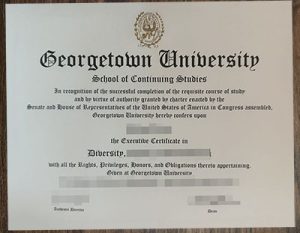 Georgetown University
School of Continuing Studies
In recognition of the successful completion of the requisite course of study
and by virtue of authority granted by charter enacted by the
Senate and House of Representatives of the United States of America in Congress assembled,
Georgetown University hereby confers upon
the Executive Certificate in
Diversity,
with all the Rights, Privileges, Honors, and Obligations thereto appertaining.
Given at Georgetown University
Director
Dean